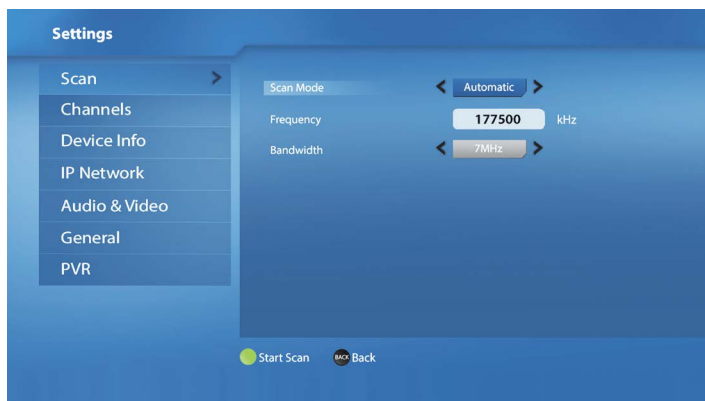 Settings
Scan >
Channels
Device Info
IP Network
Audio & Video
General
PVR
Scan Mode < Automatic >
Frequency 177500 kHz
Bandwidth < 7MHz >
Start Scan BACK Back